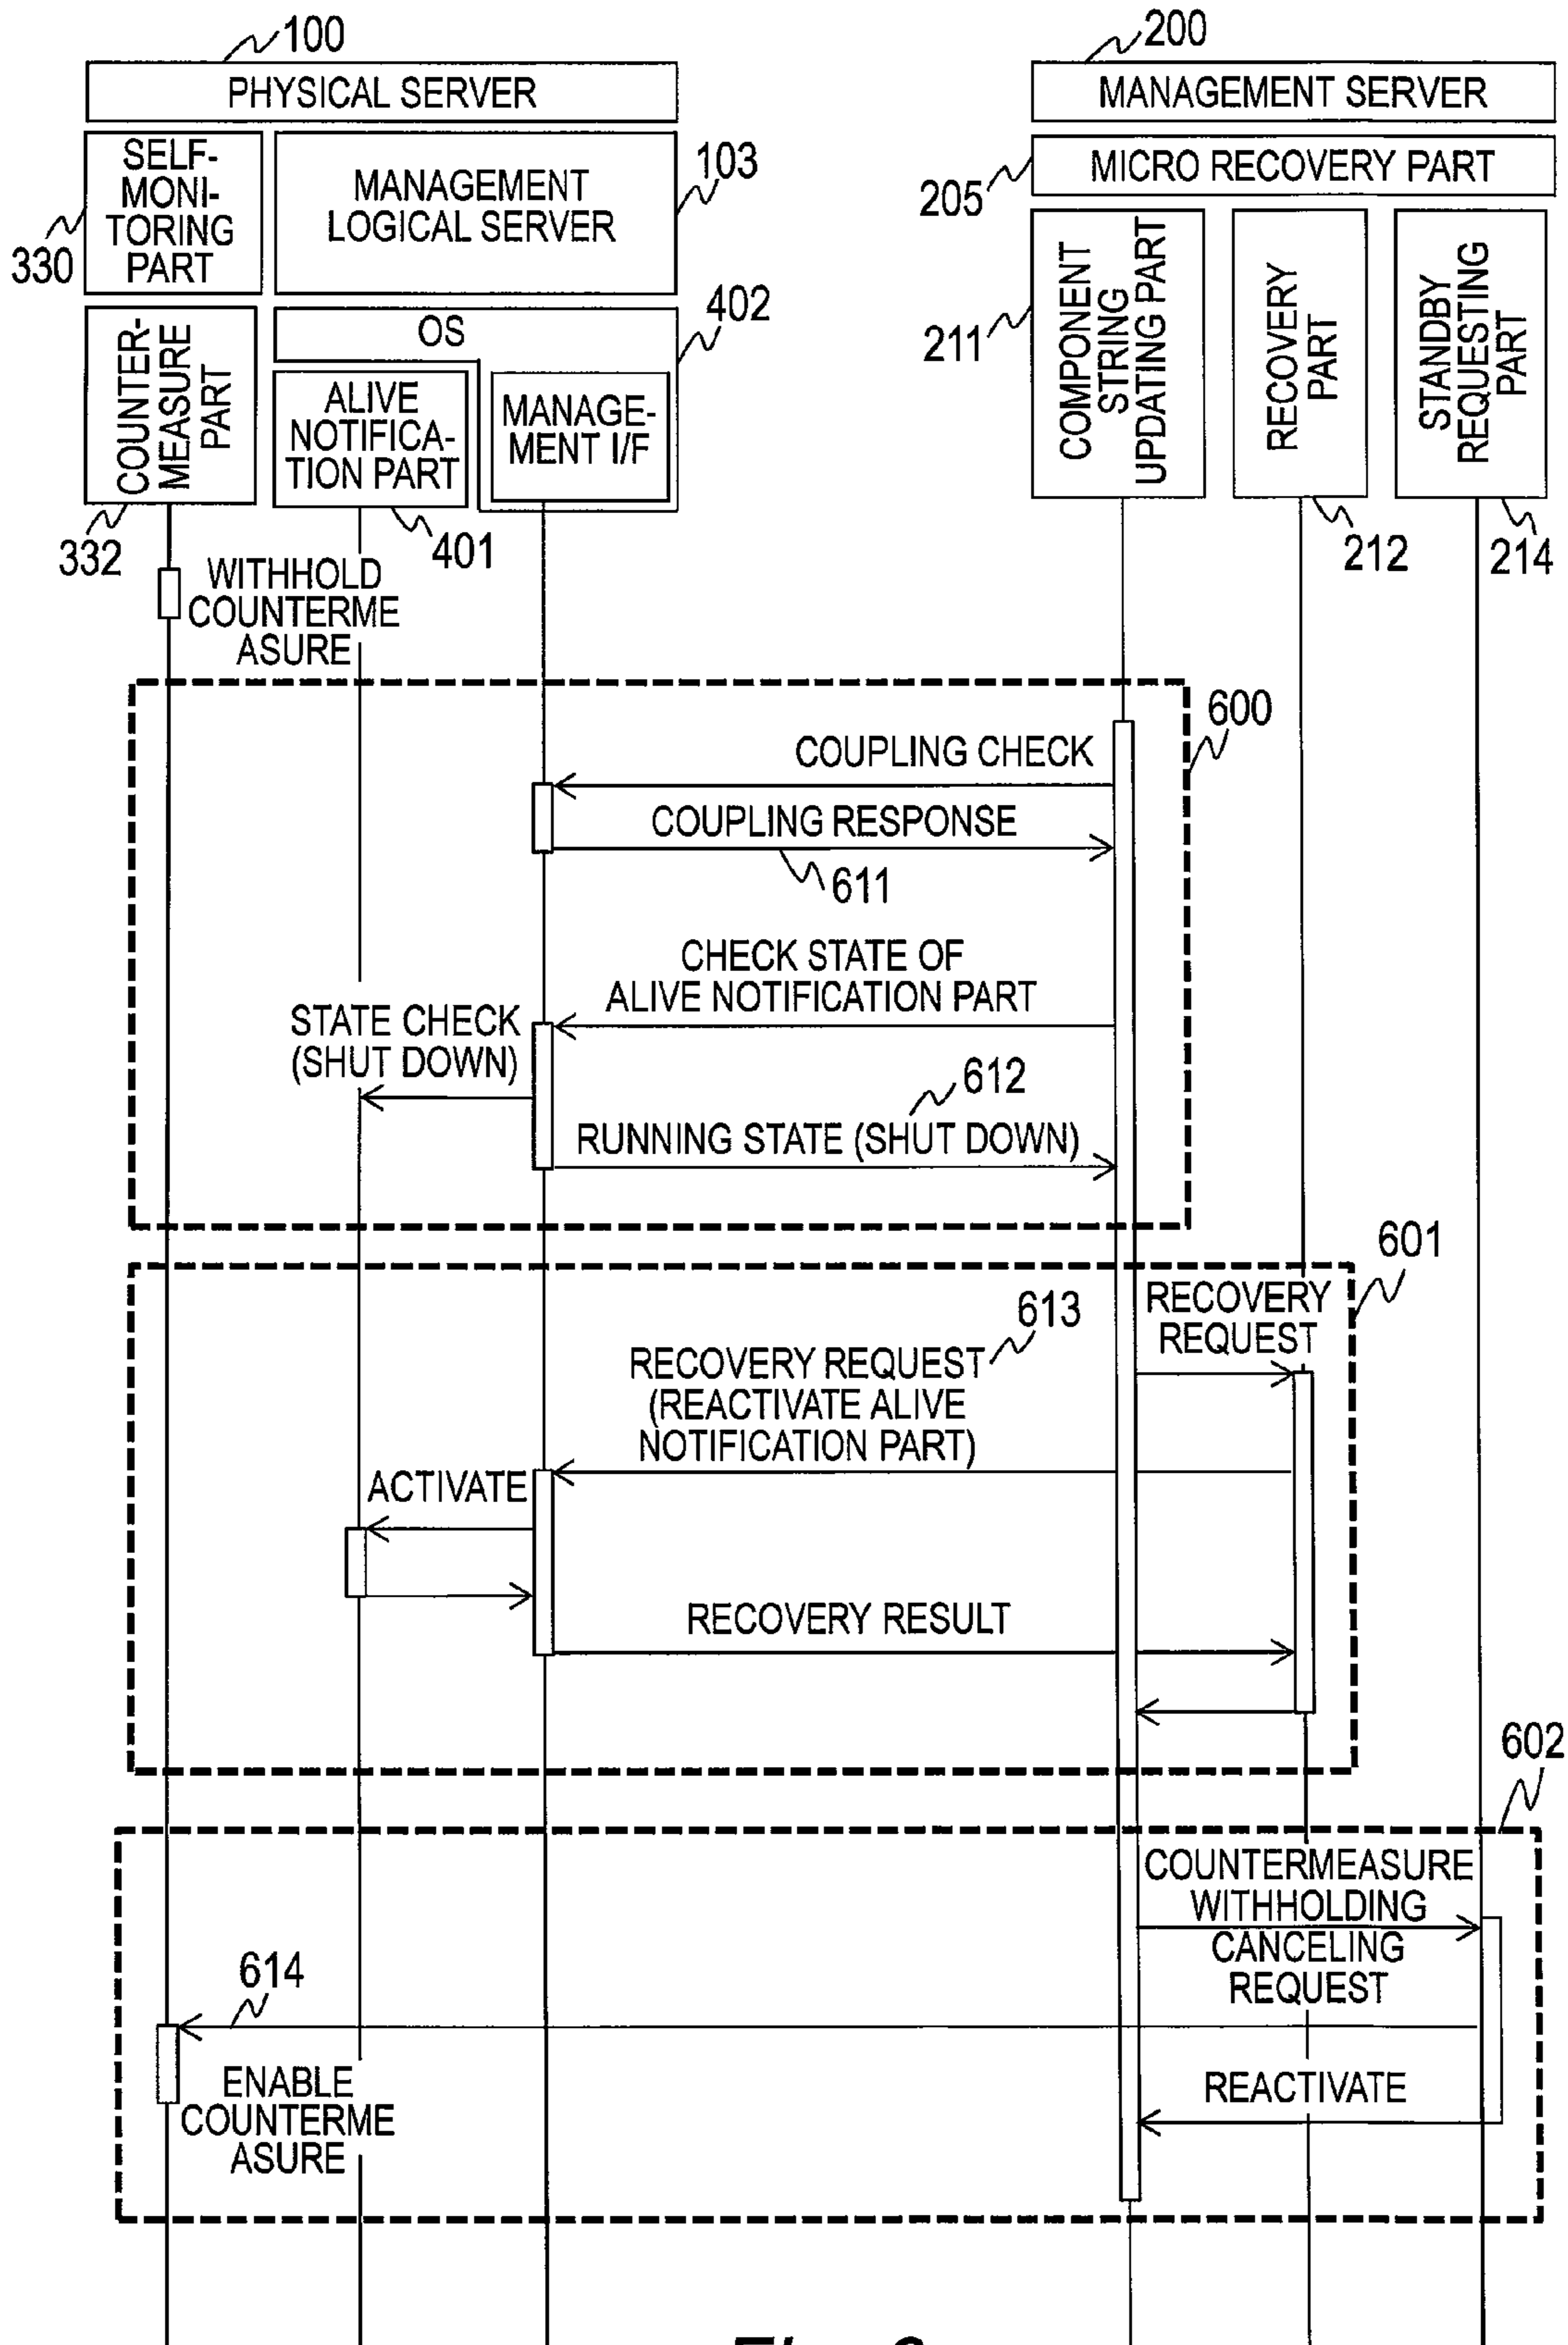 100
PHYSICAL SERVER
SELF-
MONI-
TORING
PART
330
MANAGEMENT
LOGICAL SERVER
103
COUNTER-
MEASURE
PART
332
OS
402
ALIVE
NOTIFICA-
TION PART
401
MANAGE-
MENT I/F
200
MANAGEMENT SERVER
MICRO RECOVERY PART
205
COMPONENT
STRING
UPDATING PART
211
RECOVERY
PART
212
STANDBY
REQUESTING
PART
214
WITHHOLD
COUNTERME
ASURE
600
COUPLING CHECK
COUPLING RESPONSE
611
CHECK STATE OF
ALIVE NOTIFICATION PART
STATE CHECK
(SHUT DOWN)
612
RUNNING STATE (SHUT DOWN)
601
RECOVERY
REQUEST
613
RECOVERY REQUEST
(REACTIVATE ALIVE
NOTIFICATION PART)
ACTIVATE
RECOVERY RESULT
602
COUNTERMEASURE
WITHHOLDING
CANCELING
REQUEST
614
ENABLE
COUNTERME
ASURE
REACTIVATE